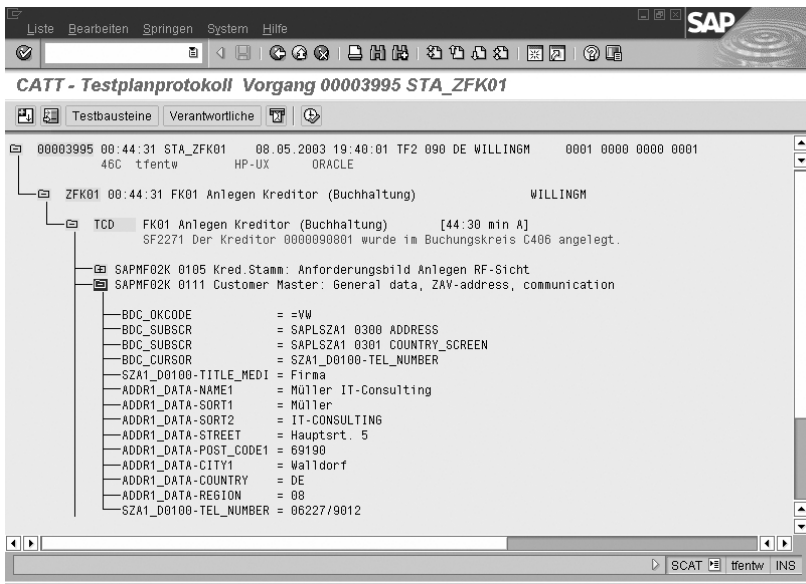 Liste Bearbeiten Springen System Hilfe
SAP
CATT - Testplanprotokoll Vorgang 00003995 STA_ZFK01
Testbausteine Verantwortliche
00003995 00:44:31 STA_ZFK01 08.05.2003 19:40:01 TF2 090 DE WILLINGM 0001 0000 0000 0001
46C tfentw HP-UX ORACLE
ZFK01 00:44:31 FK01 Anlegen Kreditor (Buchhaltung) WILLINGM
TCD FK01 Anlegen Kreditor (Buchhaltung) [44:30 min A]
SF2271 Der Kreditor 0000090801 wurde im Buchungskreis C406 angelegt.
SAPMF02K 0105 Kred.Stamm: Anforderungsbild Anlegen RF-Sicht
SAPMF02K 0111 Customer Master: General data, ZAV-address, communication
BDC_OKCODE = =VW
BDC_SUBSCR = SAPLSZA1 0300 ADDRESS
BDC_SUBSCR = SAPLSZA1 0301 COUNTRY_SCREEN
BDC_CURSOR = SZA1_D0100-TEL_NUMBER
SZA1_D0100-TITLE_MEDI = Firma
ADDR1_DATA-NAME1 = Müller IT-Consulting
ADDR1_DATA-SORT1 = Müller
ADDR1_DATA-SORT2 = IT-CONSULTING
ADDR1_DATA-STREET = Hauptsrt. 5
ADDR1_DATA-POST_CODE1 = 69190
ADDR1_DATA-CITY1 = Walldorf
ADDR1_DATA-COUNTRY = DE
ADDR1_DATA-REGION = 08
SZA1_D0100-TEL_NUMBER = 06227/9012
SCAT tfentw INS